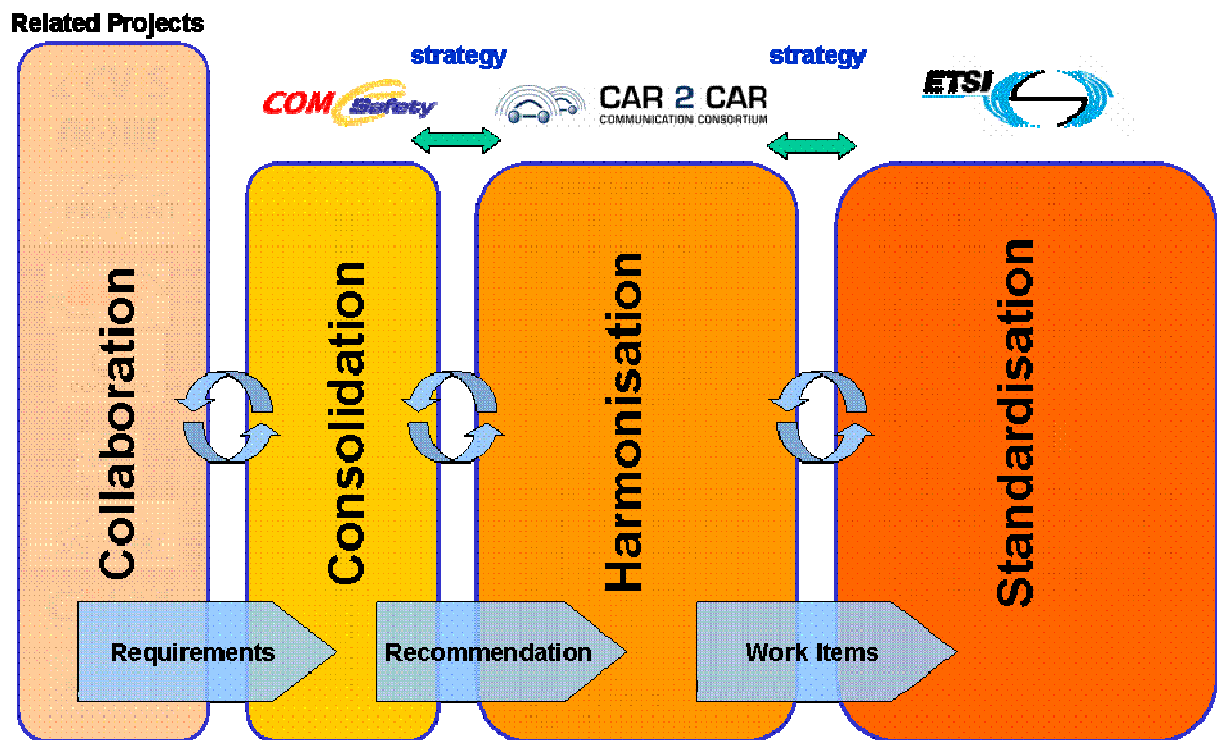 Related Projects
strategy
strategy
COM Safety
CAR 2 CAR
COMMUNICATION CONSORTIUM
ETSI
Collaboration
Consolidation
Harmonisation
Standardisation
Requirements
Recommendation
Work Items